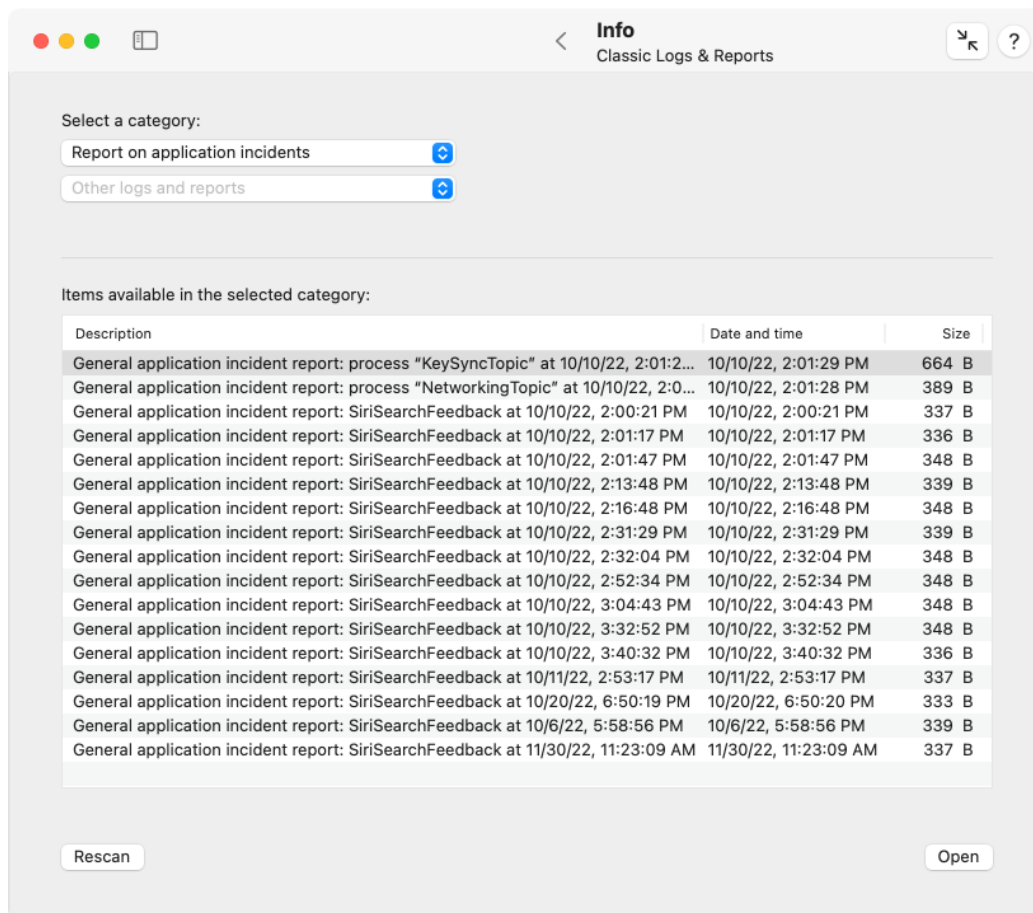 Info
Classic Logs & Reports
?
Select a category:
Report on application incidents
Other logs and reports
Items available in the selected category:
Description Date and time Size
General application incident report: process “KeySyncTopic” at 10/10/22, 2:01:2... 10/10/22, 2:01:29 PM 664 B
General application incident report: process “NetworkingTopic” at 10/10/22, 2:0... 10/10/22, 2:01:28 PM 389 B
General application incident report: SiriSearchFeedback at 10/10/22, 2:00:21 PM 10/10/22, 2:00:21 PM 337 B
General application incident report: SiriSearchFeedback at 10/10/22, 2:01:17 PM 10/10/22, 2:01:17 PM 336 B
General application incident report: SiriSearchFeedback at 10/10/22, 2:01:47 PM 10/10/22, 2:01:47 PM 348 B
General application incident report: SiriSearchFeedback at 10/10/22, 2:13:48 PM 10/10/22, 2:13:48 PM 339 B
General application incident report: SiriSearchFeedback at 10/10/22, 2:16:48 PM 10/10/22, 2:16:48 PM 348 B
General application incident report: SiriSearchFeedback at 10/10/22, 2:31:29 PM 10/10/22, 2:31:29 PM 339 B
General application incident report: SiriSearchFeedback at 10/10/22, 2:32:04 PM 10/10/22, 2:32:04 PM 348 B
General application incident report: SiriSearchFeedback at 10/10/22, 2:52:34 PM 10/10/22, 2:52:34 PM 348 B
General application incident report: SiriSearchFeedback at 10/10/22, 3:04:43 PM 10/10/22, 3:04:43 PM 348 B
General application incident report: SiriSearchFeedback at 10/10/22, 3:32:52 PM 10/10/22, 3:32:52 PM 348 B
General application incident report: SiriSearchFeedback at 10/10/22, 3:40:32 PM 10/10/22, 3:40:32 PM 336 B
General application incident report: SiriSearchFeedback at 10/11/22, 2:53:17 PM 10/11/22, 2:53:17 PM 337 B
General application incident report: SiriSearchFeedback at 10/20/22, 6:50:19 PM 10/20/22, 6:50:20 PM 333 B
General application incident report: SiriSearchFeedback at 10/6/22, 5:58:56 PM 10/6/22, 5:58:56 PM 339 B
General application incident report: SiriSearchFeedback at 11/30/22, 11:23:09 AM 11/30/22, 11:23:09 AM 337 B
Rescan Open